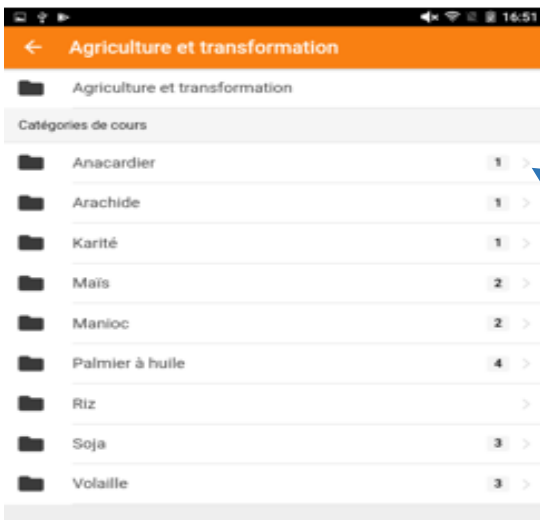 16:51
Agriculture et transformation
Agriculture et transformation
Catégories de cours
Anacardier 1
Arachide 1
Karité 1
Maïs 2
Manioc 2
Palmier à huile 4
Riz
Soja 3
Volaille 3